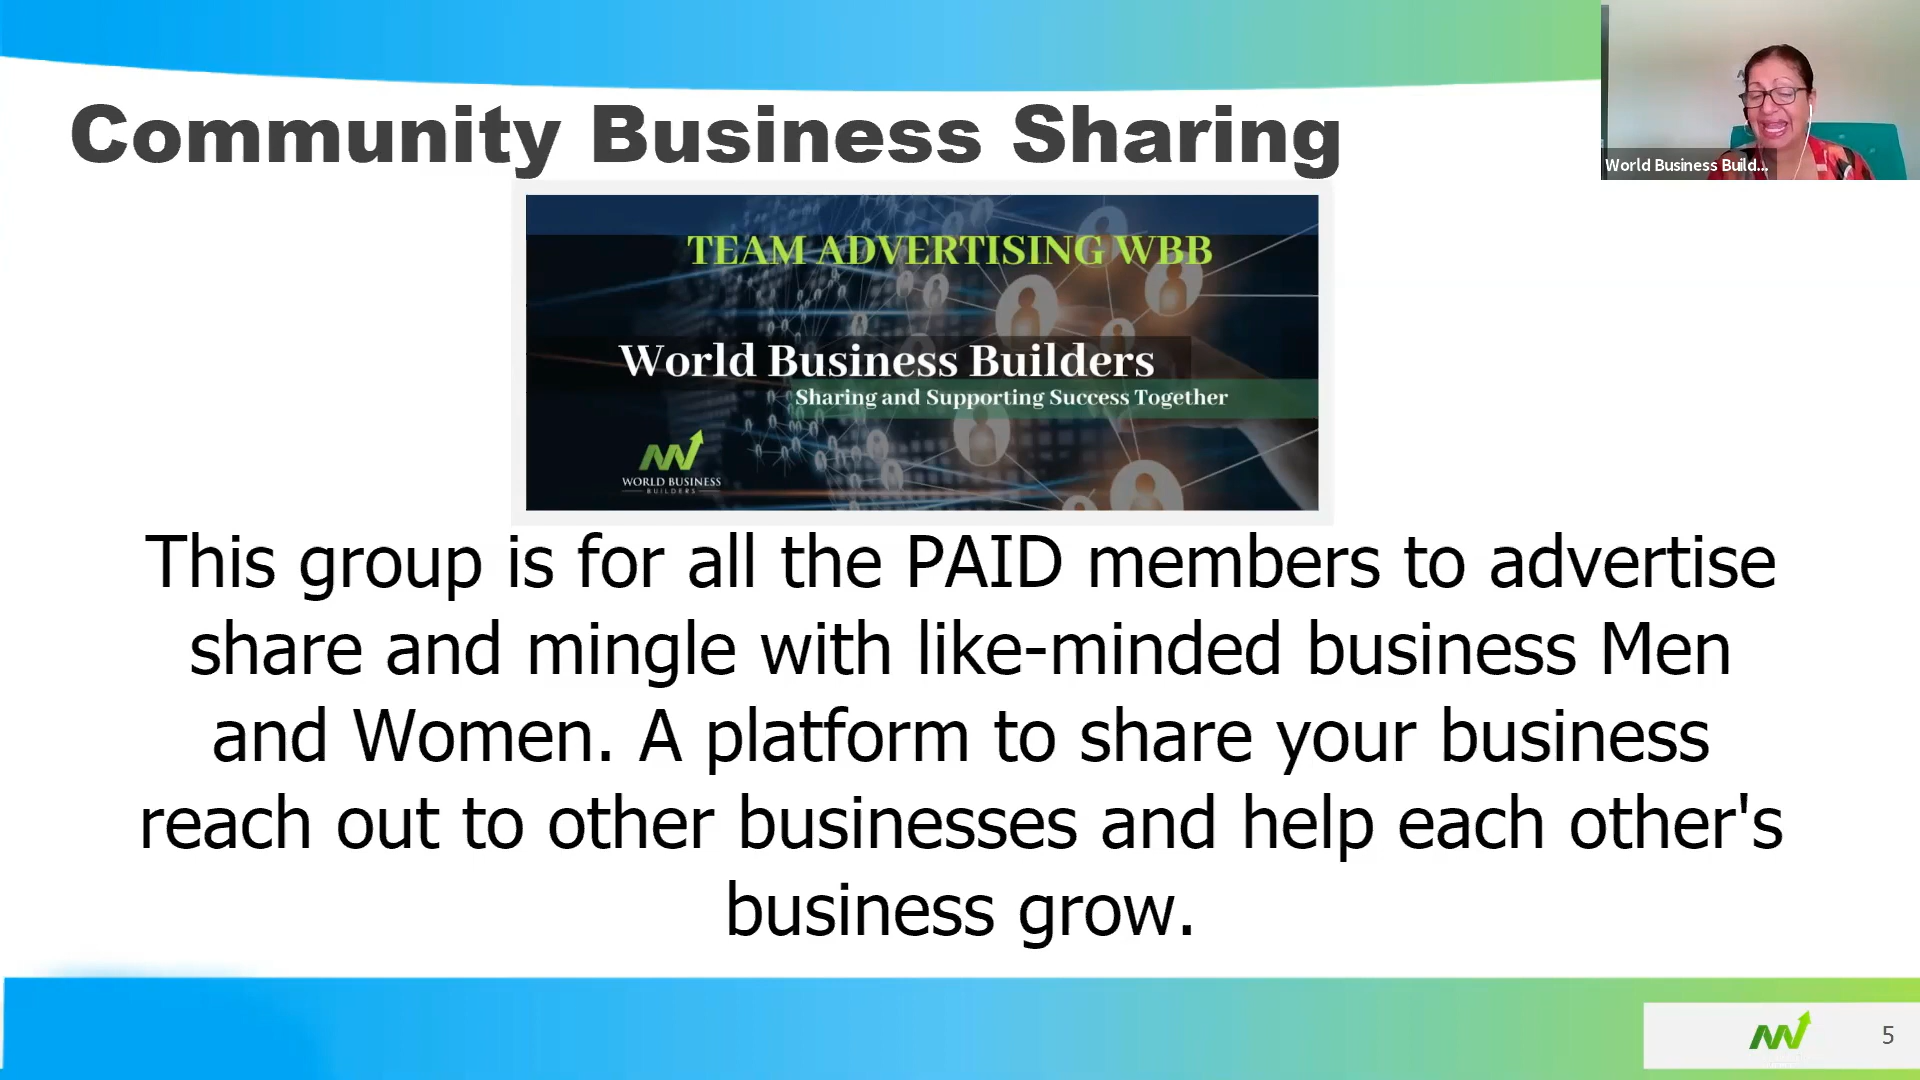 Community Business Sharing
World Business Build...
TEAM ADVERTISING WBB
World Business Builders
Sharing and Supporting Success Together
WORLD BUSINESS
BUILDERS
This group is for all the PAID members to advertise
share and mingle with like-minded business Men
and Women. A platform to share your business
reach out to other businesses and help each other's
business grow.
5